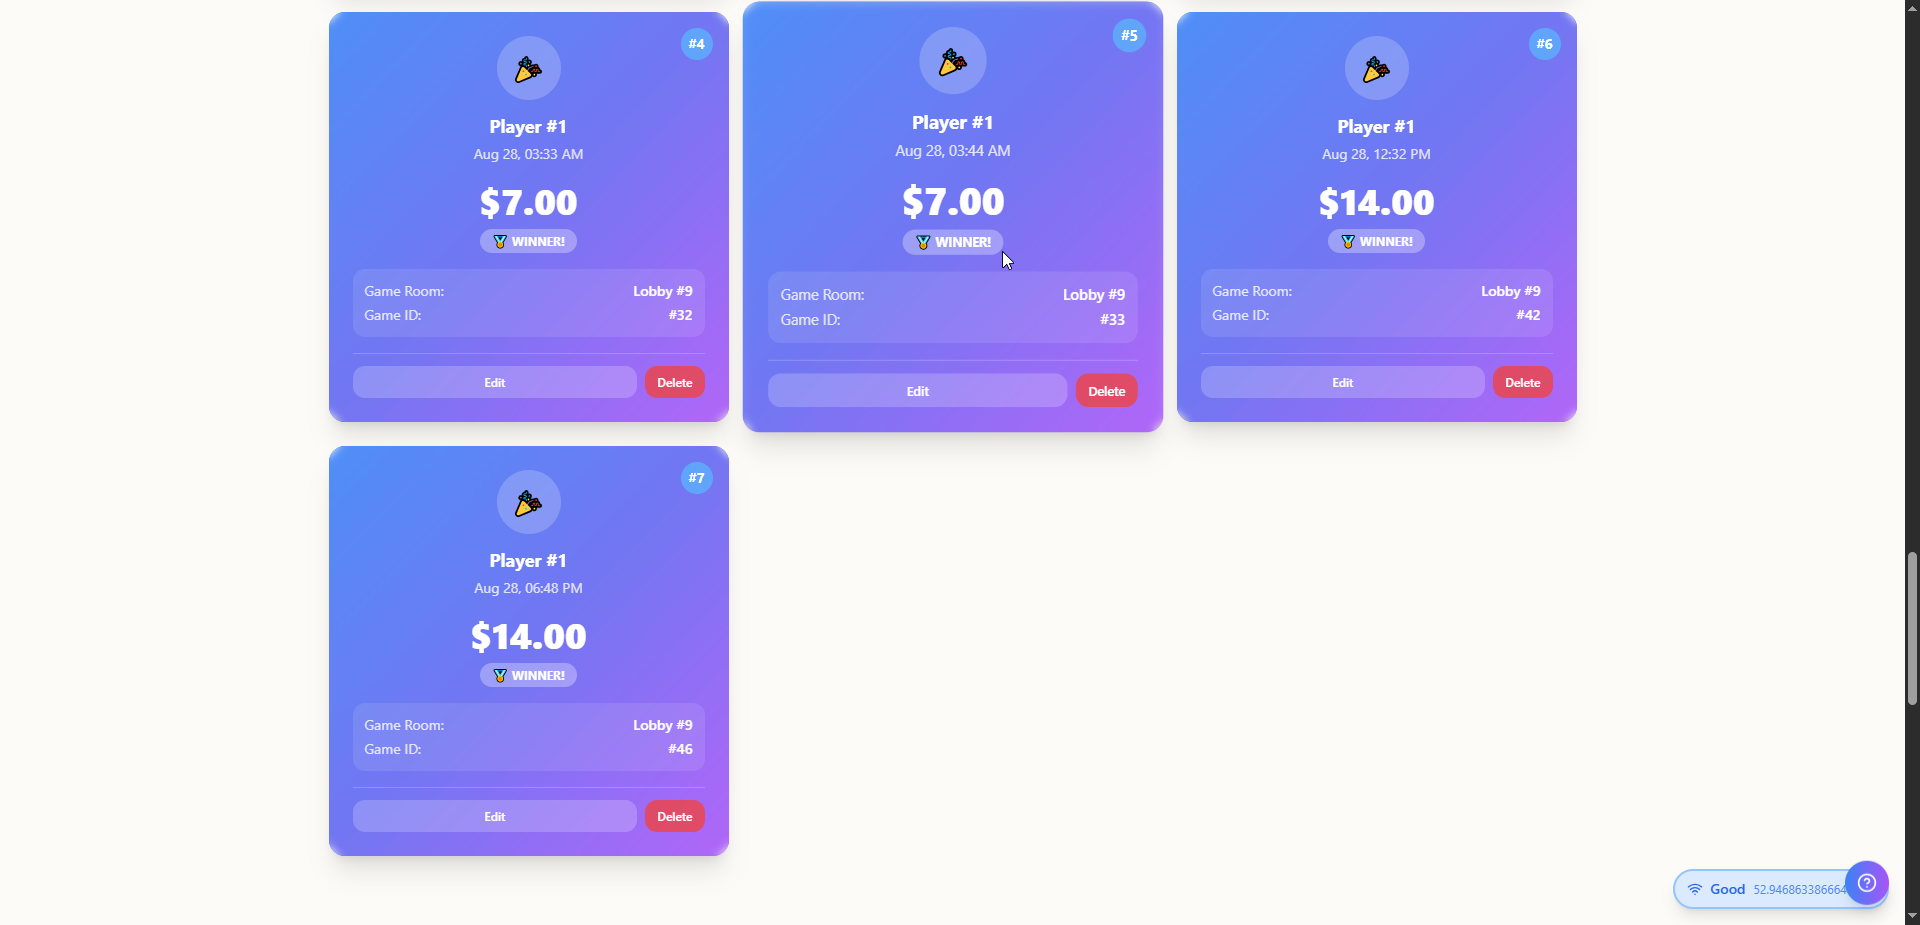 #4
Player #1
Aug 28, 03:33 AM
$7.00
WINNER!
Game Room: Lobby #9
Game ID: #32
Edit Delete
#5
Player #1
Aug 28, 03:44 AM
$7.00
WINNER!
Game Room: Lobby #9
Game ID: #33
Edit Delete
#6
Player #1
Aug 28, 12:32 PM
$14.00
WINNER!
Game Room: Lobby #9
Game ID: #42
Edit Delete
#7
Player #1
Aug 28, 06:48 PM
$14.00
WINNER!
Game Room: Lobby #9
Game ID: #46
Edit Delete
Good 52.946863386664